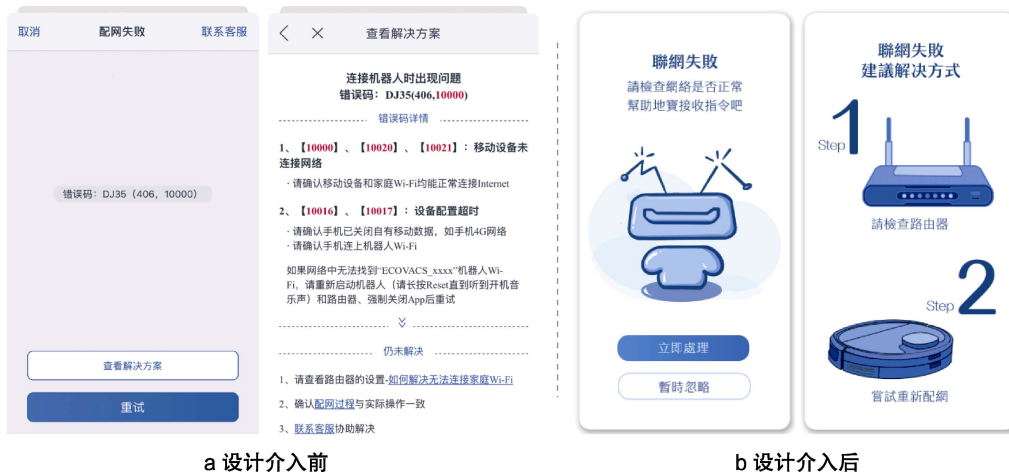 取消 配网失败 联系客服
错误码：DJ35（406，10000）
查看解决方案
重试
查看解决方案
连接机器人时出现问题
错误码：DJ35(406,10000)
错误码详情
1、【10000】、【10020】、【10021】：移动设备未
连接网络
·请确认移动设备和家庭Wi-Fi均能正常连接Internet
2、【10016】、【10017】：设备配置超时
·请确认手机已关闭自有移动数据，如手机4G网络
·请确认手机连上机器人Wi-Fi
如果网络中无法找到“ECOVACS_xxxx”机器人Wi-
Fi，请重新启动机器人（请长按Reset直到听到开机音
乐声）和路由器、强制关闭App后重试
仍未解决
1、请查看路由器的设置-如何解决无法连接家庭Wi-Fi
2、确认配网过程与实际操作一致
3、联系客服协助解决
a 设计介入前
聯網失敗
請檢查網絡是否正常
幫助地寶接收指令吧
立即處理
暫時忽略
聯網失敗
建議解决方式
Step 1
請檢查路由器
Step 2
嘗試重新配網
b 设计介入后